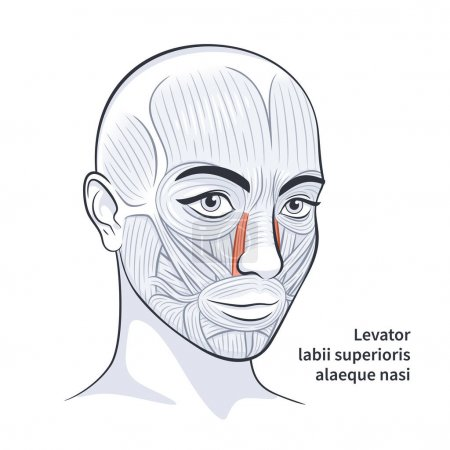 Levator
labii superioris
alaeque nasi